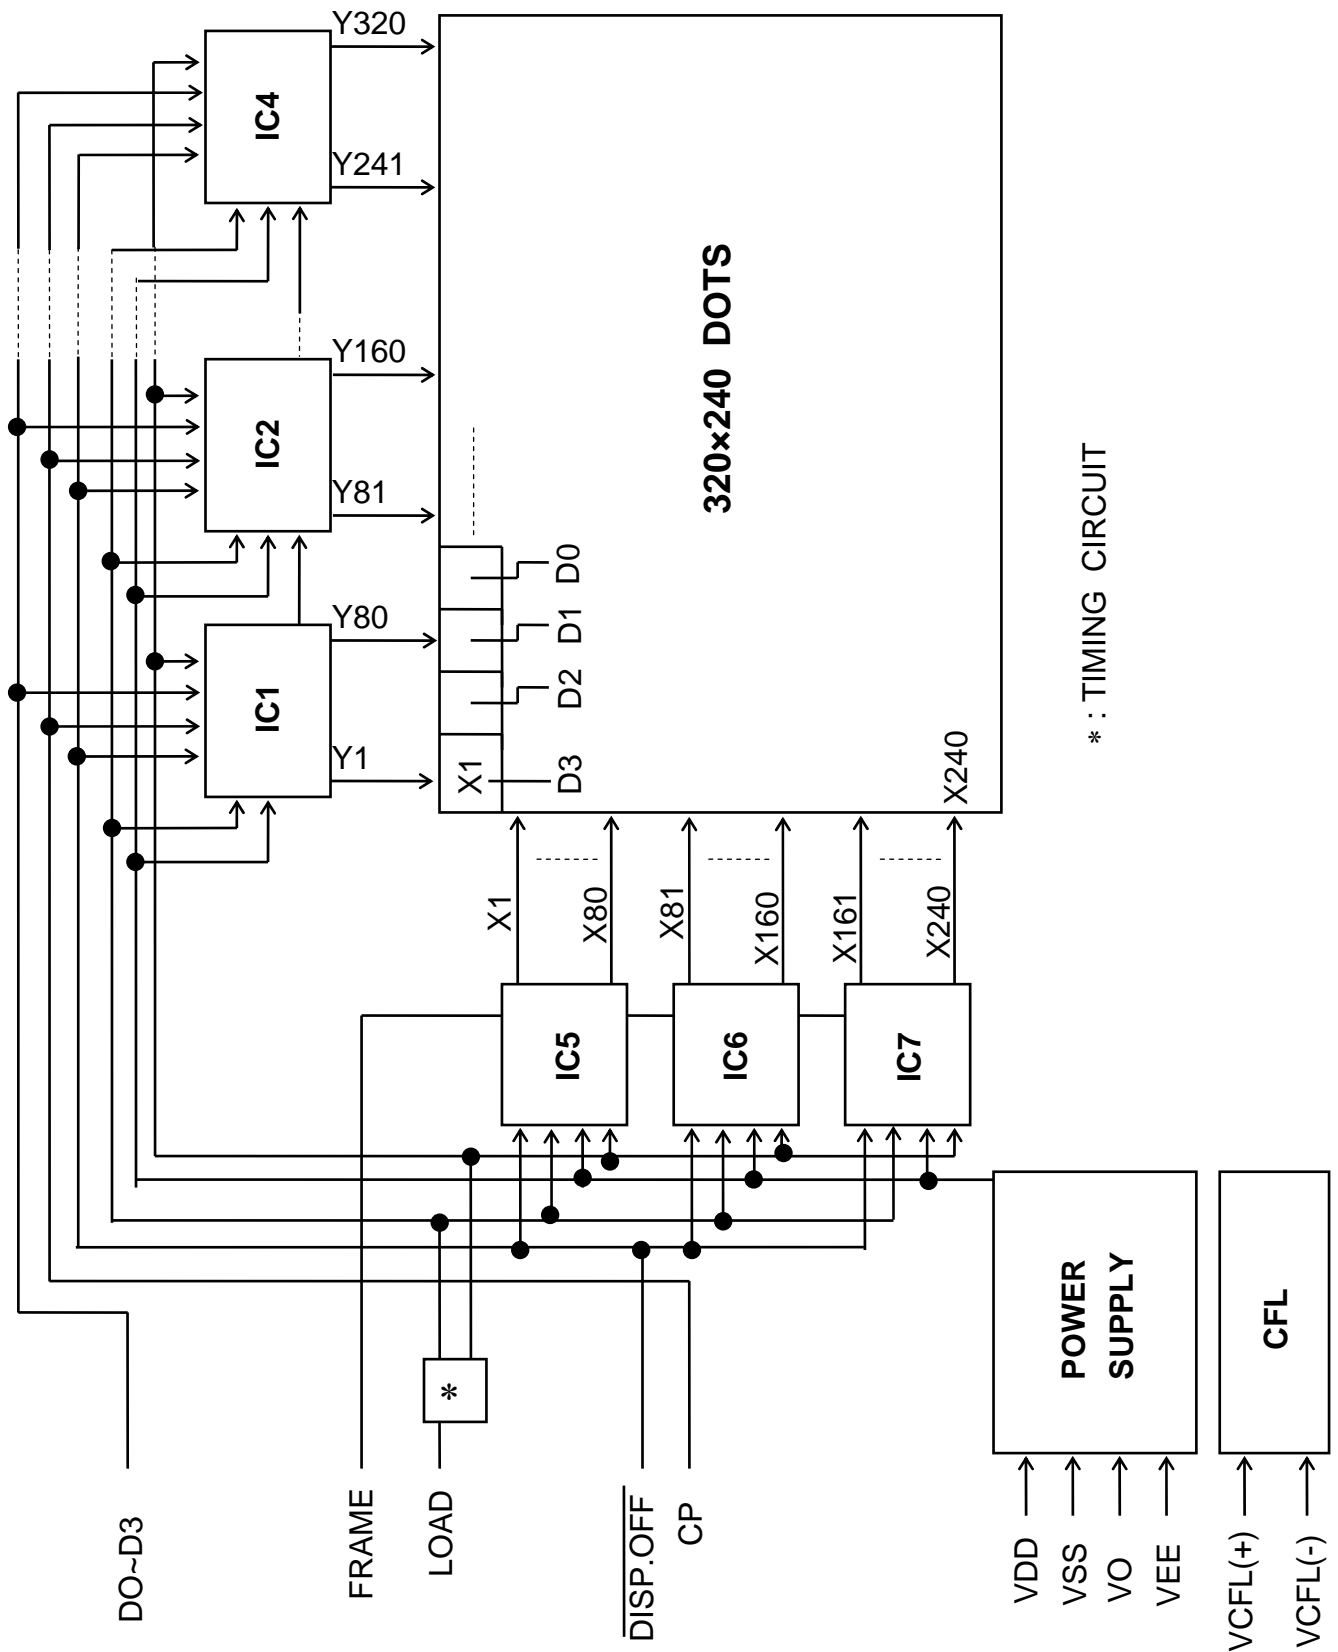 DO~D3
FRAME
LOAD
*
DISP.OFF
CP
VDD
VSS
VO
VEE
VCFL(+)
VCFL(-)
POWER
SUPPLY
CFL
IC5
IC6
IC7
X1
X80
X81
X160
X161
X240
IC1
IC2
IC4
Y1
Y80
Y81
Y160
Y241
Y320
X1
D3
D2
D1
D0
320×240 DOTS
X240
* : TIMING CIRCUIT